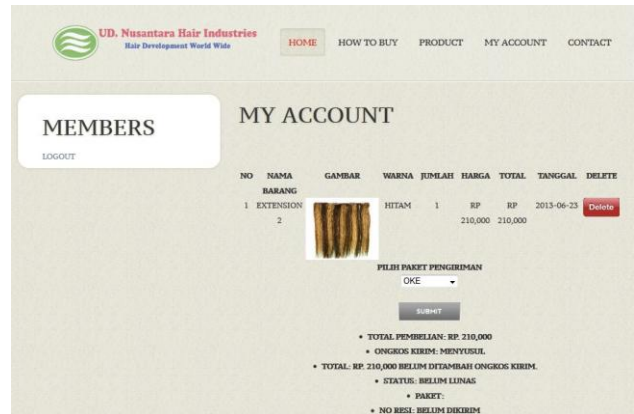 UD. Nusantara Hair Industries
Hair Development World Wide
HOME HOW TO BUY PRODUCT MY ACCOUNT CONTACT
MEMBERS
LOGOUT
MY ACCOUNT
NO NAMA BARANG GAMBAR WARNA JUMLAH HARGA TOTAL TANGGAL DELETE
1 EXTENSION 2 HITAM 1 RP 210,000 RP 210,000 2013-06-23 Delete
PILIH PAKET PENGIRIMAN
OKE
SUBMIT
• TOTAL PEMBELIAN: RP. 210,000
• ONGKOS KIRIM: MENYUSUL
• TOTAL: RP. 210,000 BELUM DITAMBAH ONGKOS KIRIM.
• STATUS: BELUM LUNAS
• PAKET:
• NO RESI: BELUM DIKIRIM